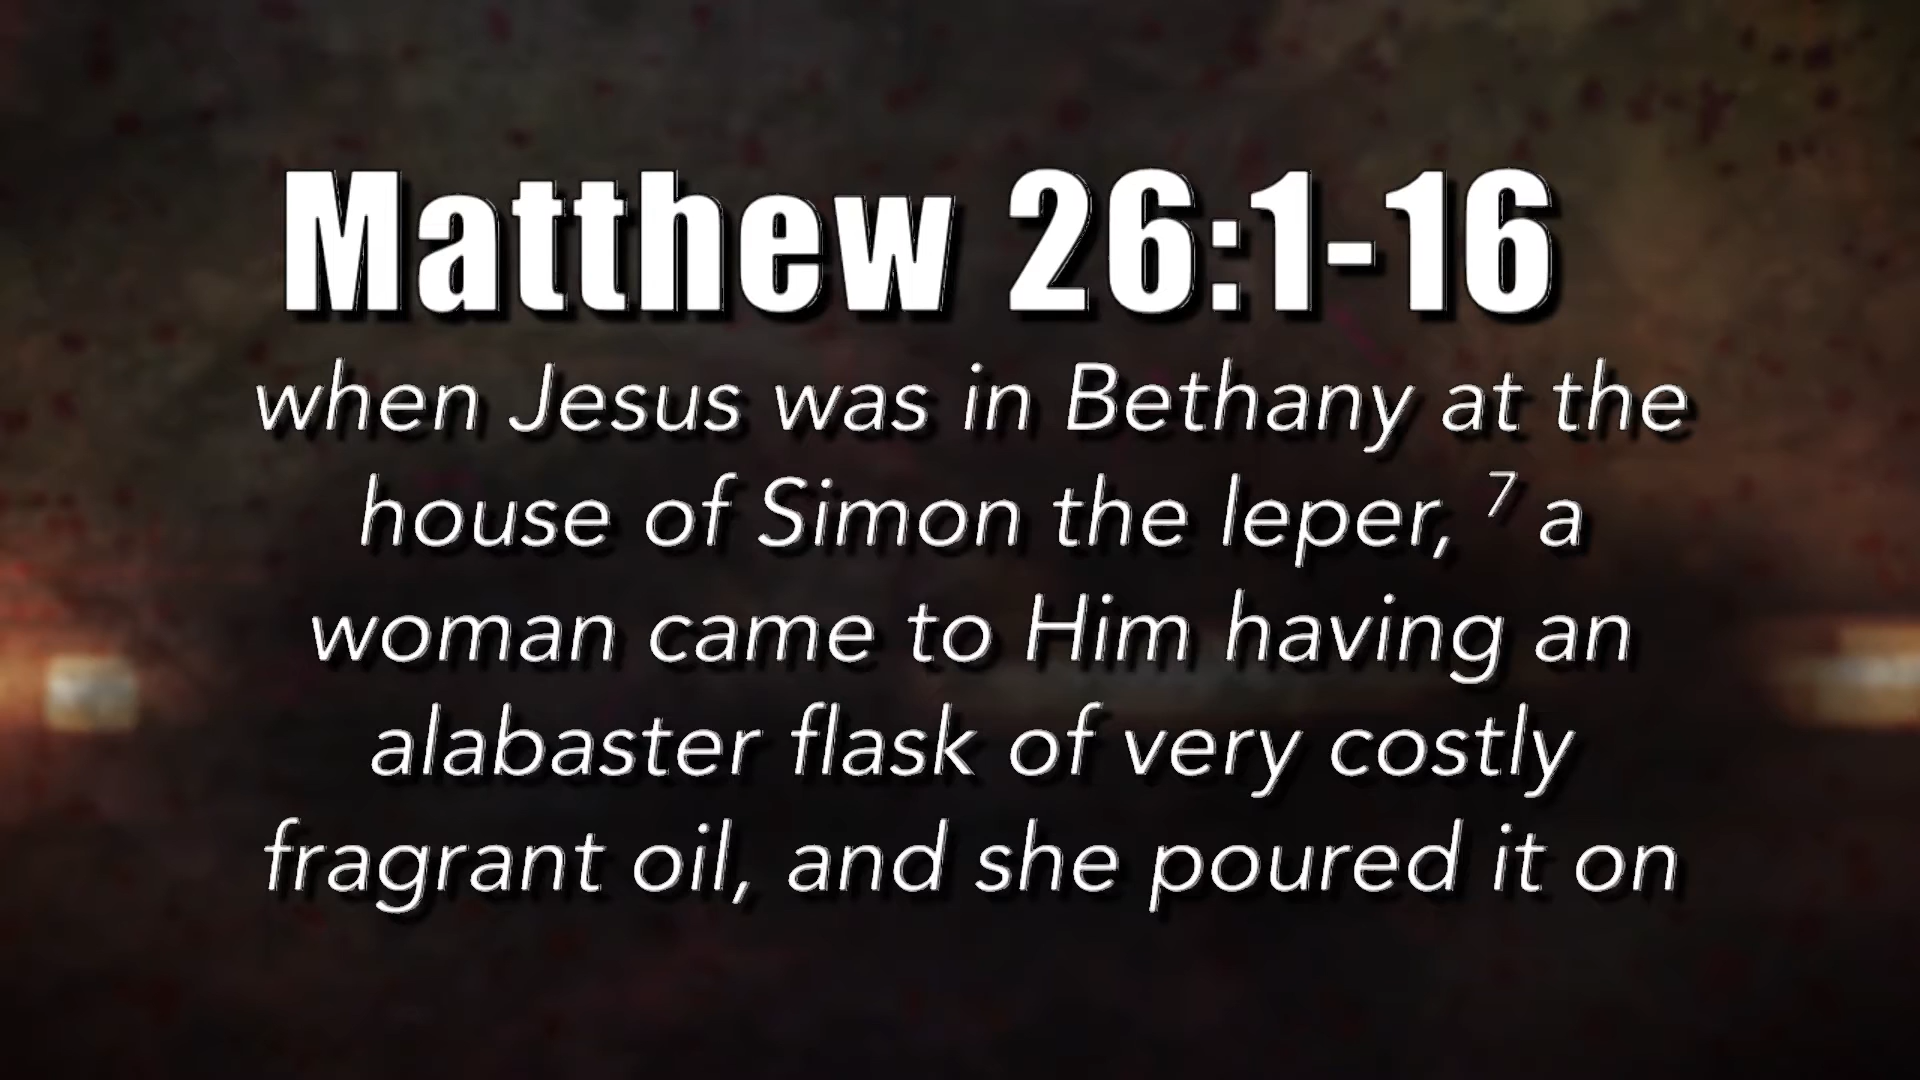 Matthew 26:1-16
when Jesus was in Bethany at the
house of Simon the leper, ⁷ a
woman came to Him having an
alabaster flask of very costly
fragrant oil, and she poured it on